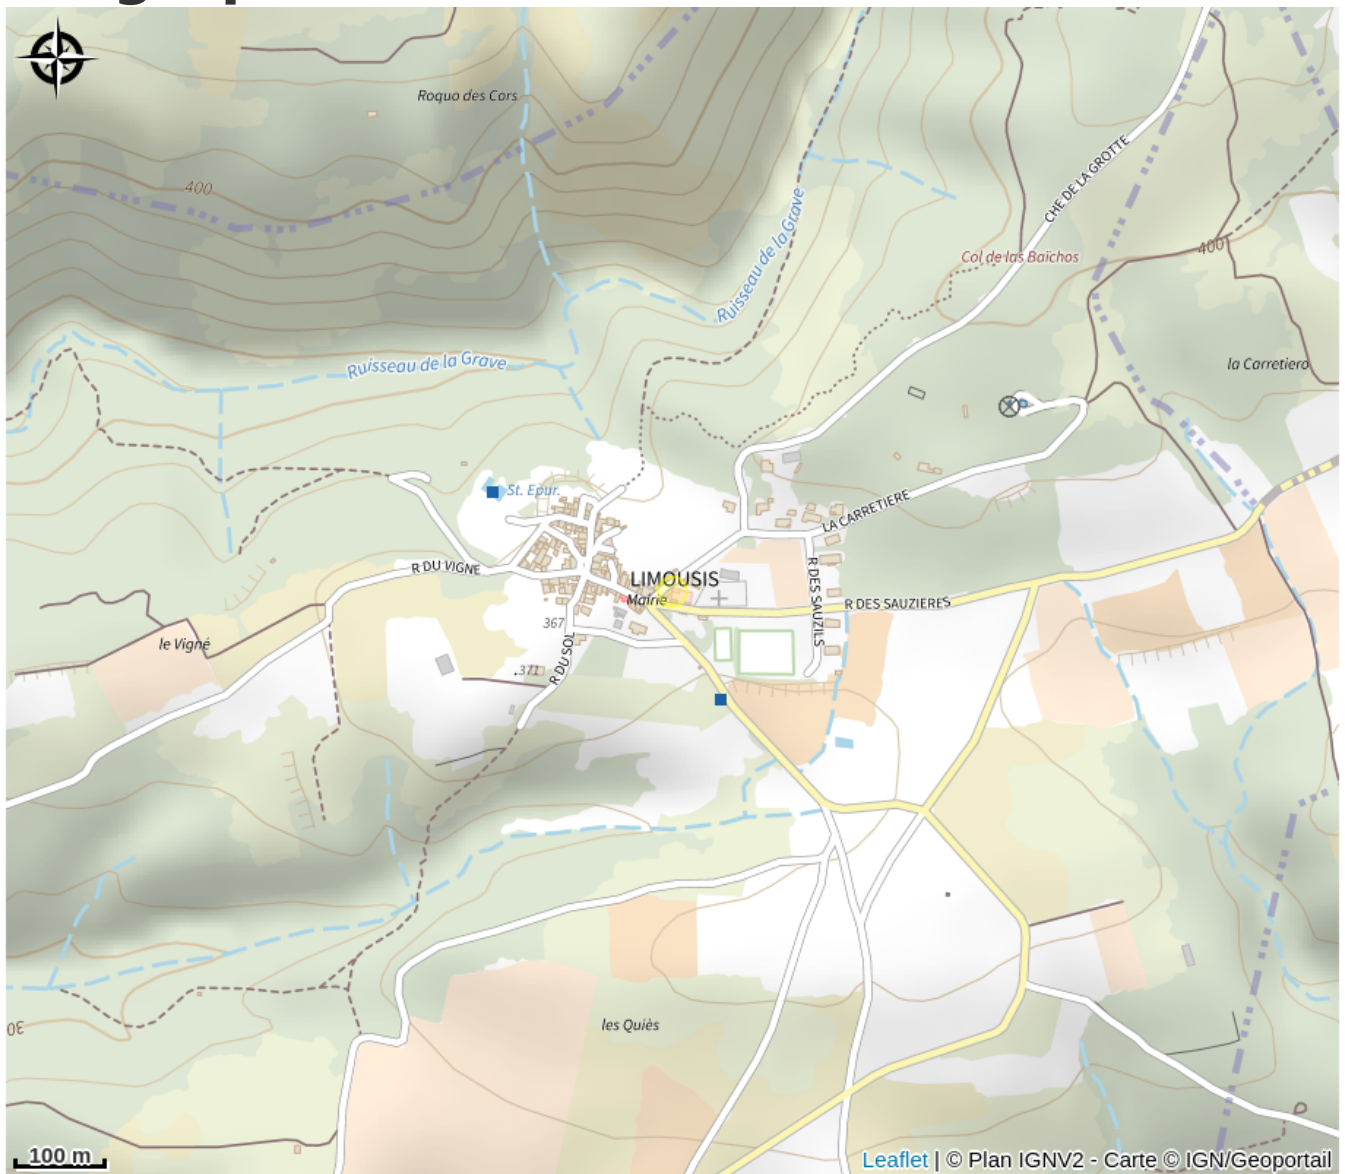 Roquo des Cors
400
CHE DE LA GROTTE
Ruisseau de la Grave
400
Col de las Baïchos
Ruisseau de la Grave
la Carretiero
St. Epur.
LA CARRETIERE
R DU VIGNE
LIMOUSIS
Mairie
R DES SAUZILS
R DES SAUZIERES
367
le Vigné
R DU SOL
371
les Quiès
30
100 m
Leaflet | © Plan IGNV2 - Carte © IGN/Geoportail